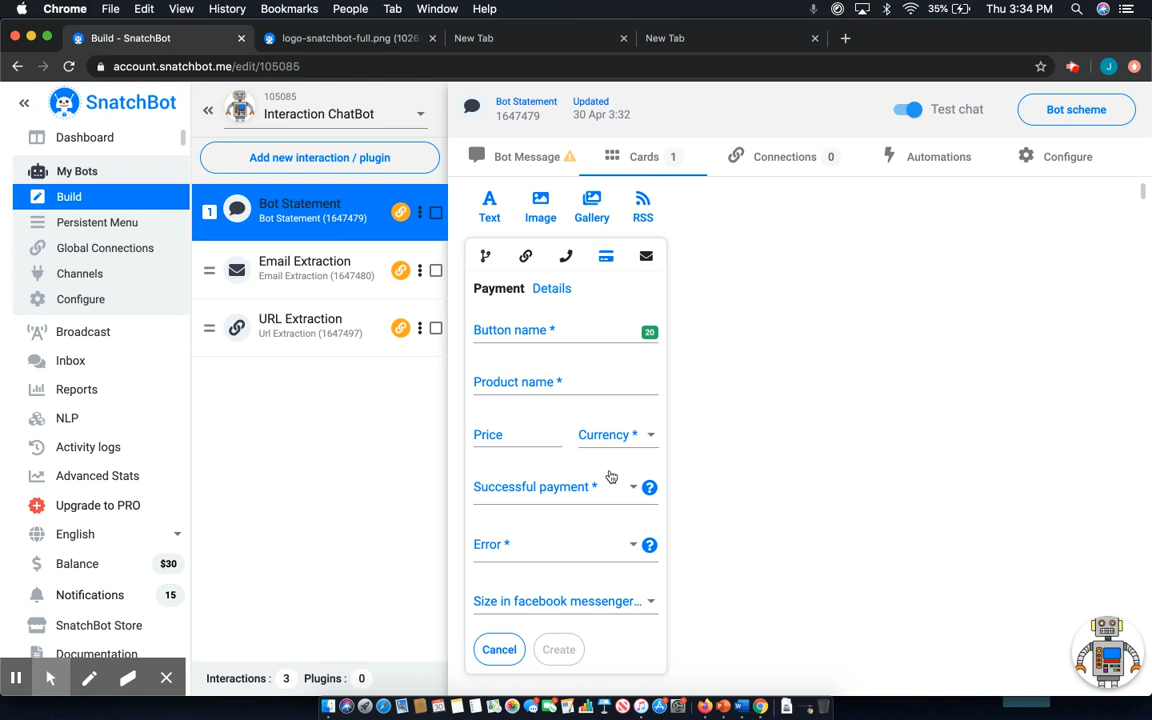 Chrome File Edit View History Bookmarks People Tab Window Help 35% Thu 3:34 PM
Build - SnatchBot logo-snatchbot-full.png (1026 New Tab New Tab
account.snatchbot.me/edit/105085 J
SnatchBot
Dashboard
My Bots
Build
Persistent Menu
Global Connections
Channels
Configure
Broadcast
Inbox
Reports
NLP
Activity logs
Advanced Stats
Upgrade to PRO
English
Balance $30
Notifications 15
SnatchBot Store
Documentation
105085
Interaction ChatBot
Add new interaction / plugin
1 Bot Statement
Bot Statement (1647479)
Email Extraction
Email Extraction (1647480)
URL Extraction
Url Extraction (1647497)
Interactions : 3 Plugins : 0
Bot Statement Updated
1647479 30 Apr 3:32
Test chat
Bot scheme
Bot Message Cards 1 Connections 0 Automations Configure
Text Image Gallery RSS
Payment Details
Button name * 20
Product name *
Price Currency *
Successful payment * ?
Error * ?
Size in facebook messenger...
Cancel Create